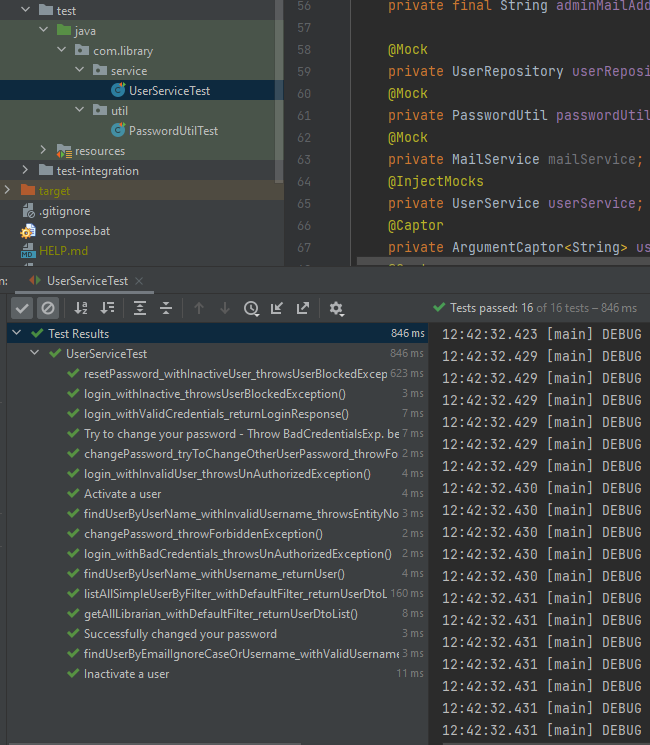 test
java
com.library
service
UserServiceTest
util
PasswordUtilTest
resources
test-integration
target
.gitignore
compose.bat
HELP.md
56 private final String adminMailAdd
57
58 @Mock
59 private UserRepository userReposi
60 @Mock
61 private PasswordUtil passwordUtil
62 @Mock
63 private MailService mailService;
64 @InjectMocks
65 private UserService userService;
66 @Captor
67 private ArgumentCaptor<String> us
n: UserServiceTest
Tests passed: 16 of 16 tests – 846 ms
Test Results 846 ms
UserServiceTest 846 ms
resetPassword_withInactiveUser_throwsUserBlockedExcep 623 ms
login_withInactive_throwsUserBlockedException() 3 ms
login_withValidCredentials_returnLoginResponse() 7 ms
Try to change your password - Throw BadCredentialsExp. be 7 ms
changePassword_tryToChangeOtherUserPassword_throwFo 2 ms
login_withInvalidUser_throwsUnAuthorizedException() 4 ms
Activate a user 4 ms
findUserByUserName_withInvalidUsername_throwsEntityNo 3 ms
changePassword_throwForbiddenException() 2 ms
login_withBadCredentials_throwsUnAuthorizedException() 2 ms
findUserByUserName_withUsername_returnUser() 4 ms
listAllSimpleUserByFilter_withDefaultFilter_returnUserDtoL 160 ms
getAllLibrarian_withDefaultFilter_returnUserDtoList() 8 ms
Successfully changed your password 3 ms
findUserByEmailIgnoreCaseOrUsername_withValidUsername 3 ms
Inactivate a user 11 ms
12:42:32.423 [main] DEBUG
12:42:32.429 [main] DEBUG
12:42:32.429 [main] DEBUG
12:42:32.429 [main] DEBUG
12:42:32.429 [main] DEBUG
12:42:32.429 [main] DEBUG
12:42:32.429 [main] DEBUG
12:42:32.430 [main] DEBUG
12:42:32.430 [main] DEBUG
12:42:32.430 [main] DEBUG
12:42:32.430 [main] DEBUG
12:42:32.430 [main] DEBUG
12:42:32.431 [main] DEBUG
12:42:32.431 [main] DEBUG
12:42:32.431 [main] DEBUG
12:42:32.431 [main] DEBUG
12:42:32.431 [main] DEBUG
12:42:32.431 [main] DEBUG
12:42:32.431 [main] DEBUG